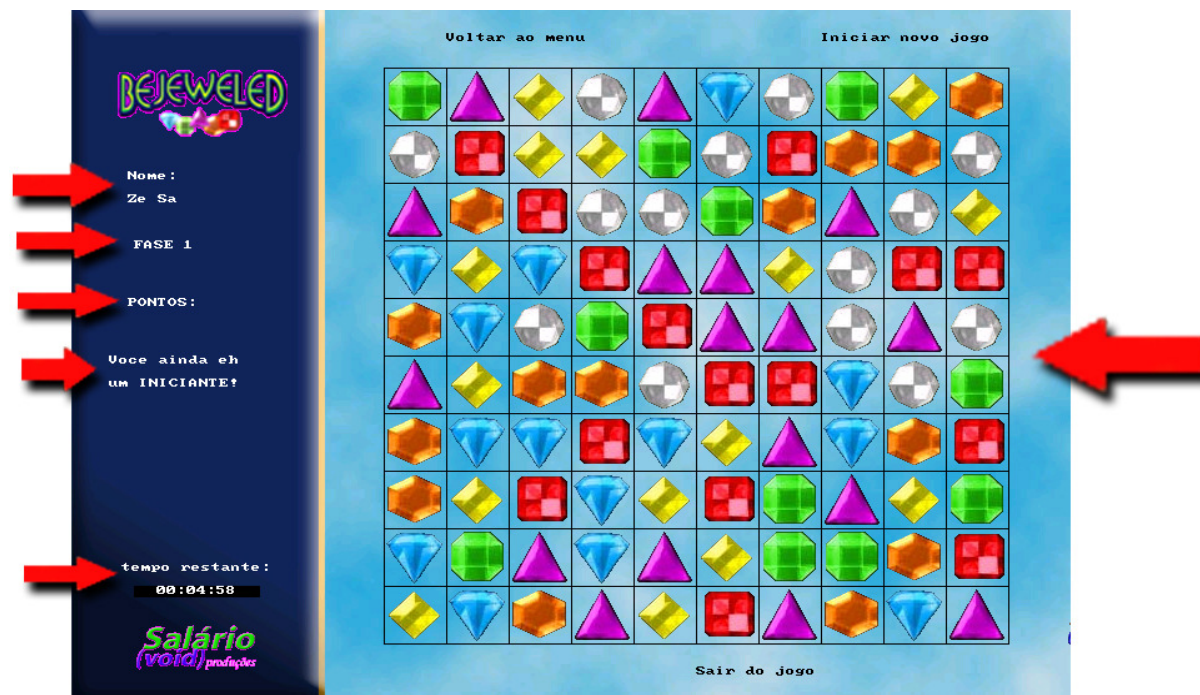 Voltar ao menu
Iniciar novo jogo
BEJEWELED
Nome:
Ze Sa
FASE 1
PONTOS:
Voce ainda eh
um INICIANTE!
tempo restante:
00:04:58
Salário
(void) produções
Sair do jogo